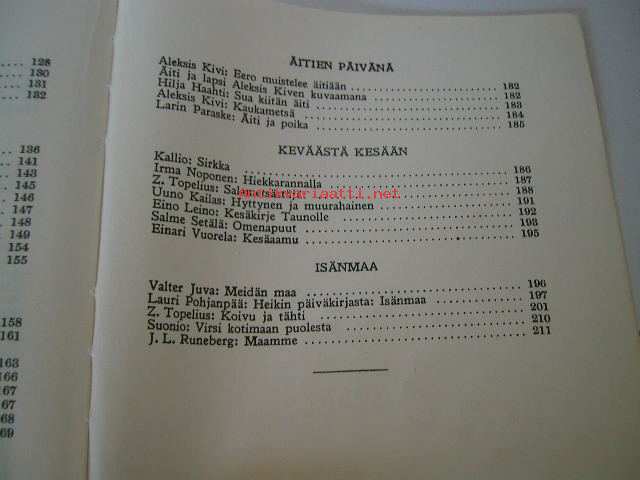 128
130
131
132
136
141
143
145
146
147
148
149
154
155
158
161
163
166
167
167
168
169
ÄITIEN PÄIVÄNÄ
Aleksis Kivi: Eero muistelee äitiään 182
Äiti ja lapsi Aleksis Kiven kuvaamana 182
Hilja Haahti: Sua kiitän äiti 183
Aleksis Kivi: Kaukametsä 184
Larin Paraske: Äiti ja poika 185
KEVÄÄSTÄ KESÄÄN
Kallio: Sirkka 186
Irma Noponen: Hiekkarannalla 187
Z. Topelius: 188
Uuno Kailas: Hyttynen ja muurahainen 191
Eino Leino: Kesäkirje Taunolle 192
Salme Setälä: Omenapuut 193
Einari Vuorela: Kesäaamu 195
ISÄNMAA
Valter Juva: Meidän maa 196
Lauri Pohjanpää: Heikin päiväkirjasta: Isänmaa 197
Z. Topelius: Koivu ja tähti 201
Suonio: Virsi kotimaan puolesta 210
J. L. Runeberg: Maamme 211